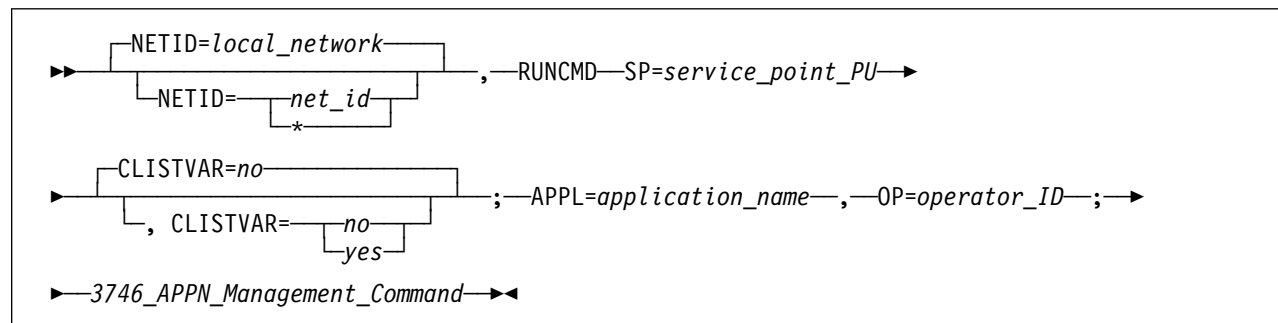 NETID=local_network
, RUNCMD SP=service_point_PU
NETID= net_id
*
CLISTVAR=no
; APPL=application_name , OP=operator_ID ;
, CLISTVAR= no
yes
3746_APPN_Management_Command